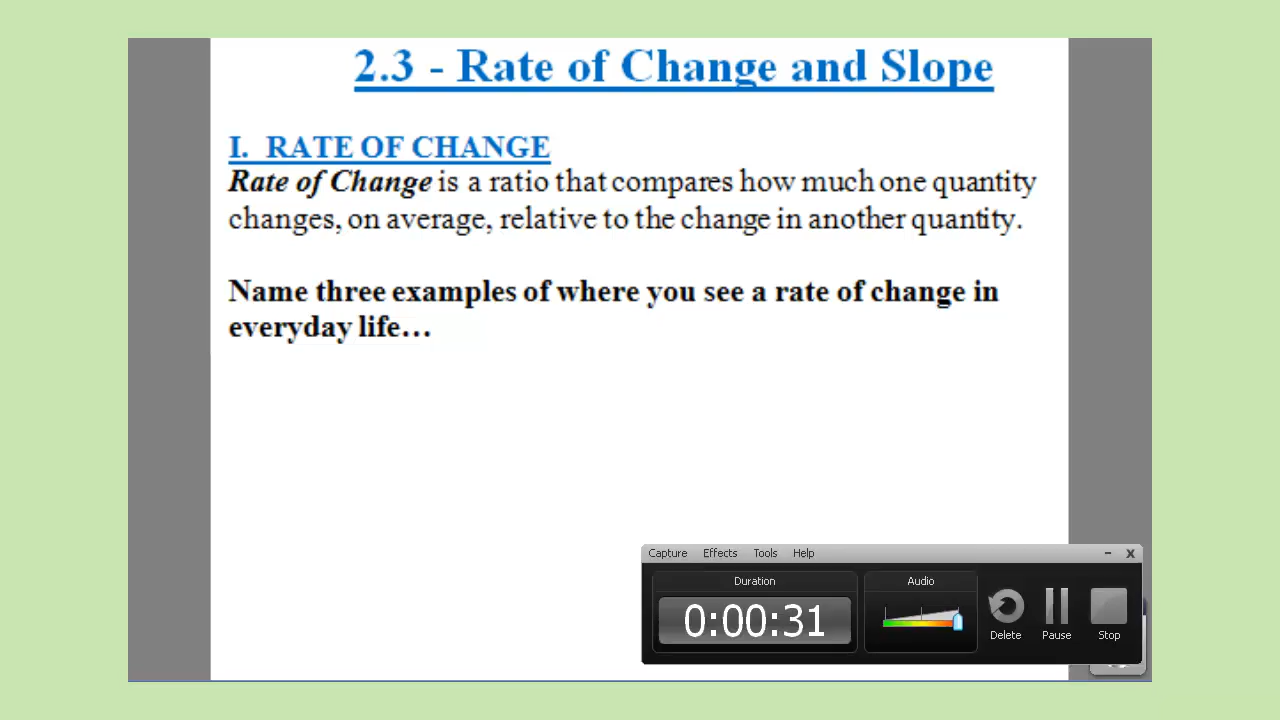 2.3 - Rate of Change and Slope
I. RATE OF CHANGE
Rate of Change is a ratio that compares how much one quantity
changes, on average, relative to the change in another quantity.
Name three examples of where you see a rate of change in
everyday life…
Capture Effects Tools Help
Duration
Audio
0:00:31
Delete Pause Stop